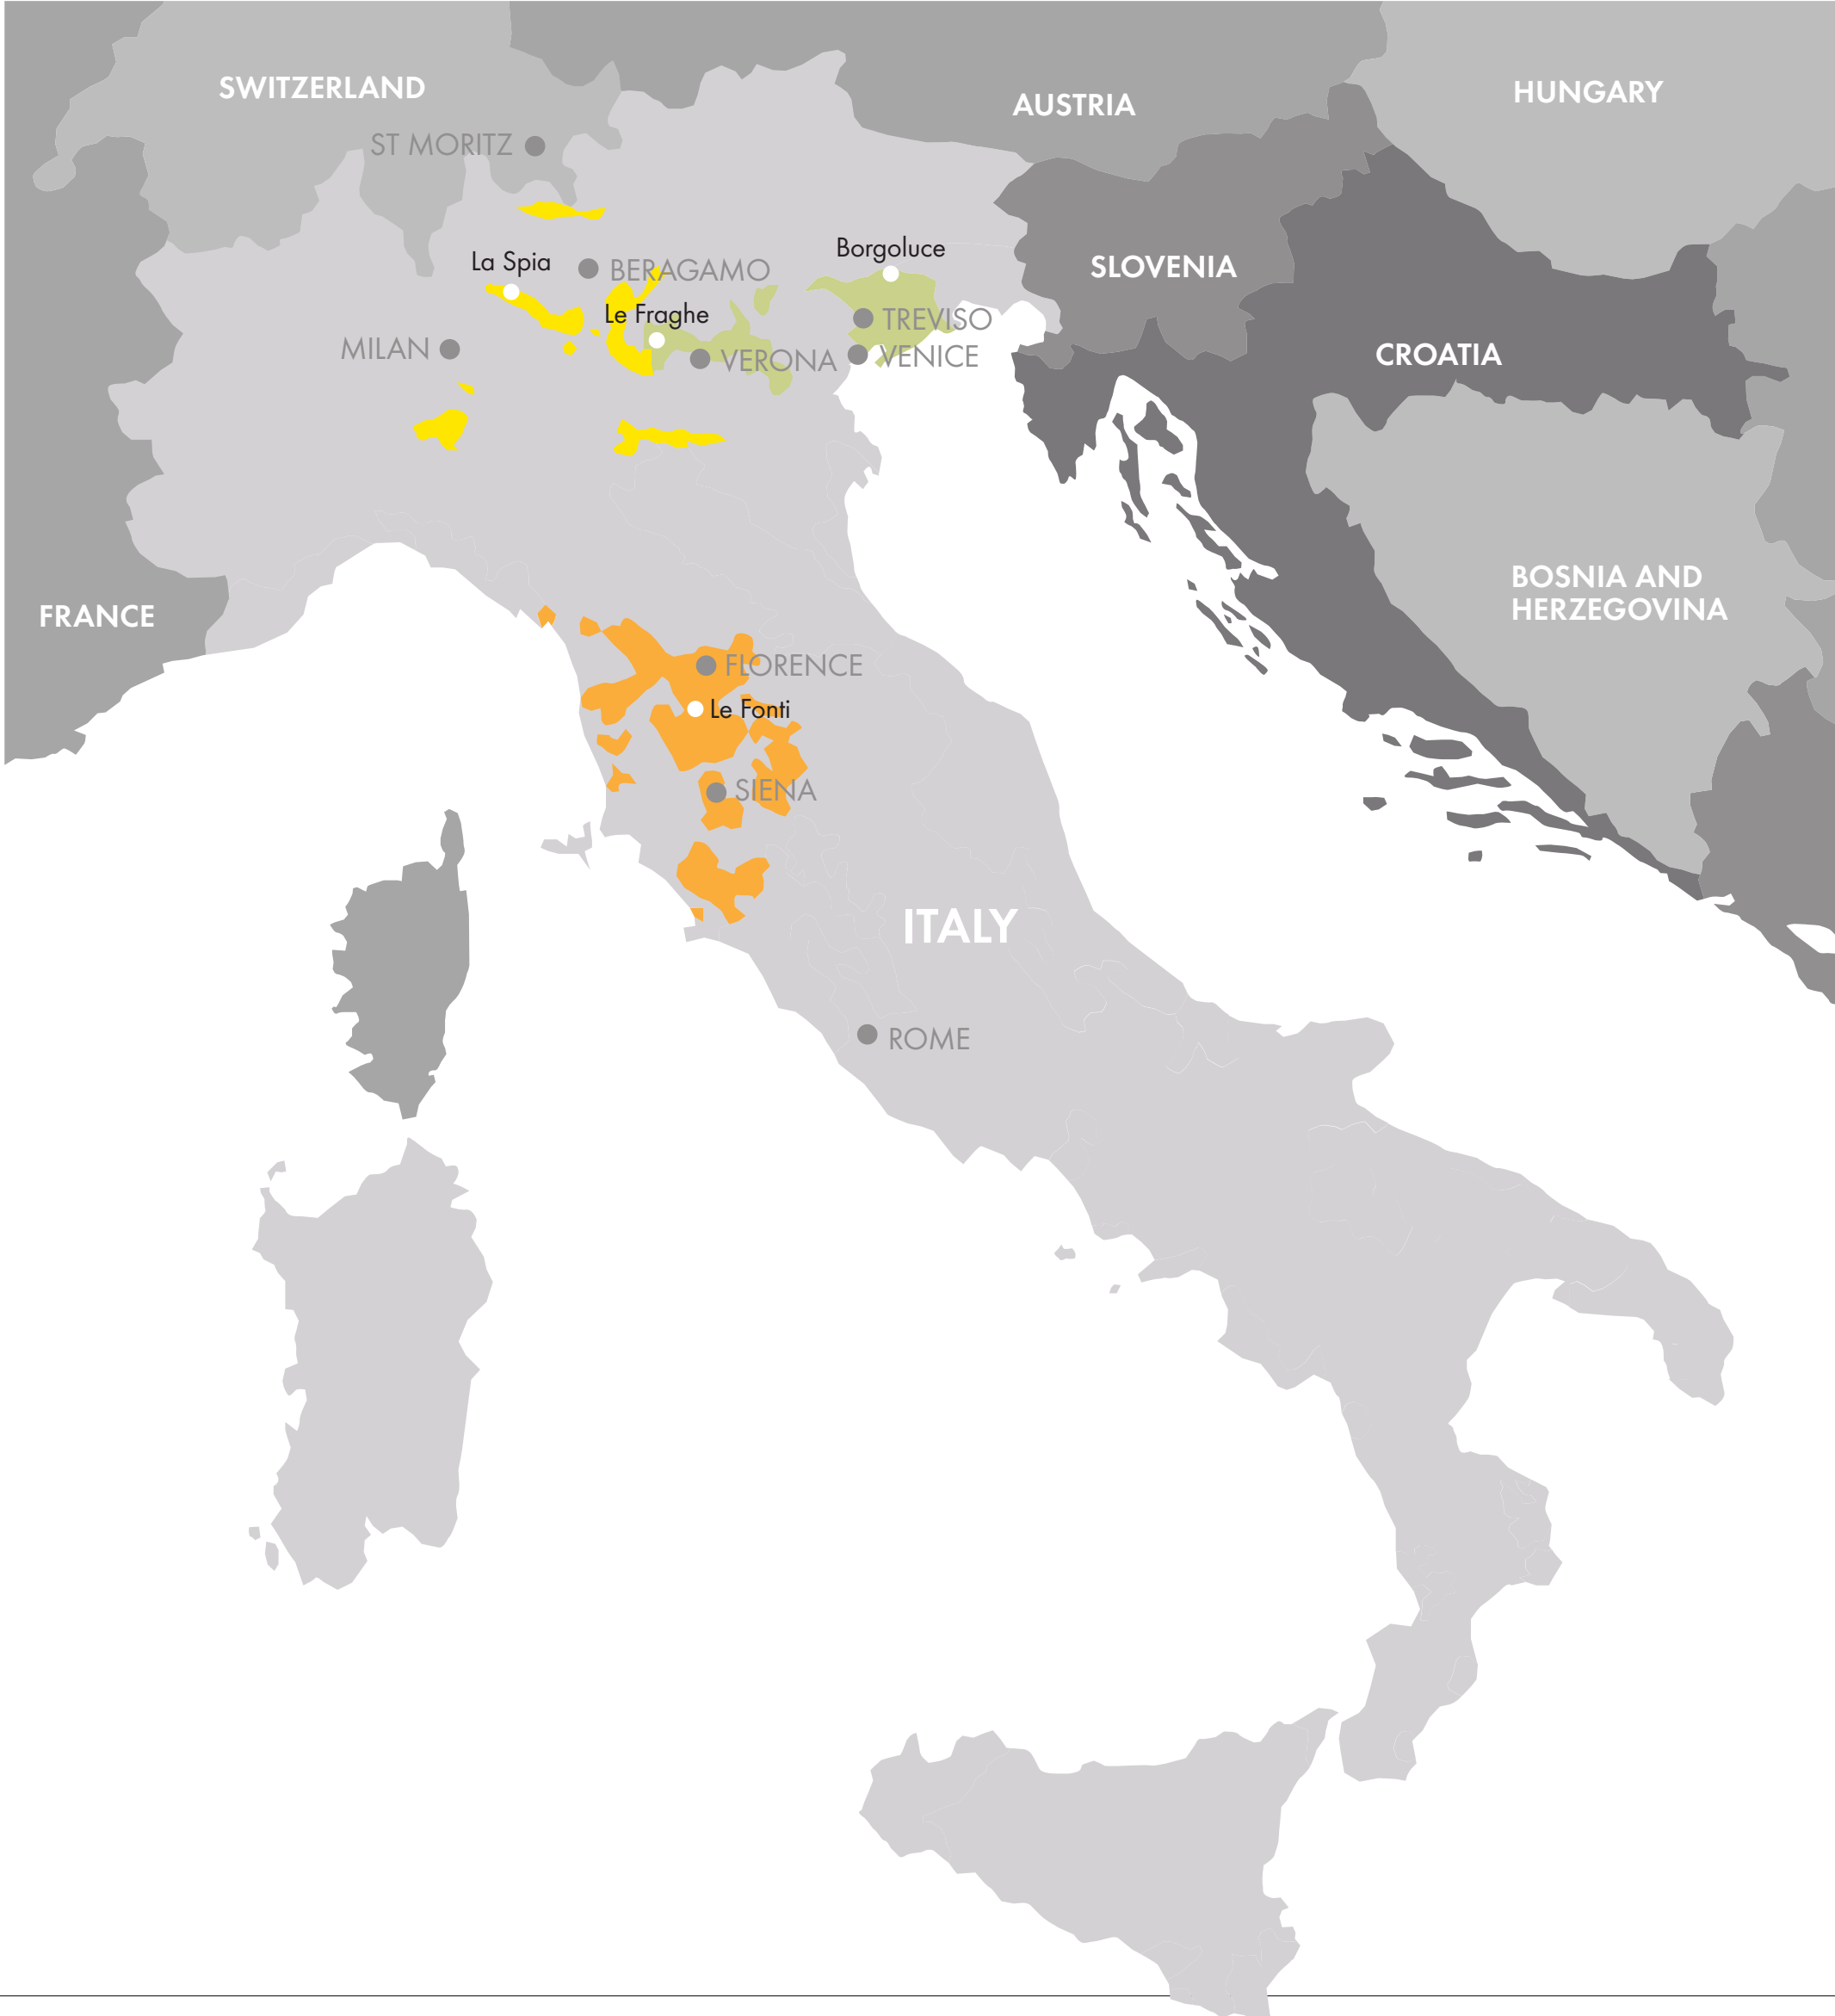 SWITZERLAND
HUNGARY
AUSTRIA
ST MORITZ
Borgoluce
La Spia
BERAGAMO
SLOVENIA
Le Fraghe
TREVISO
MILAN
VERONA
VENICE
CROATIA
BOSNIA AND
HERZEGOVINA
FRANCE
FLORENCE
Le Fonti
SIENA
ITALY
ROME